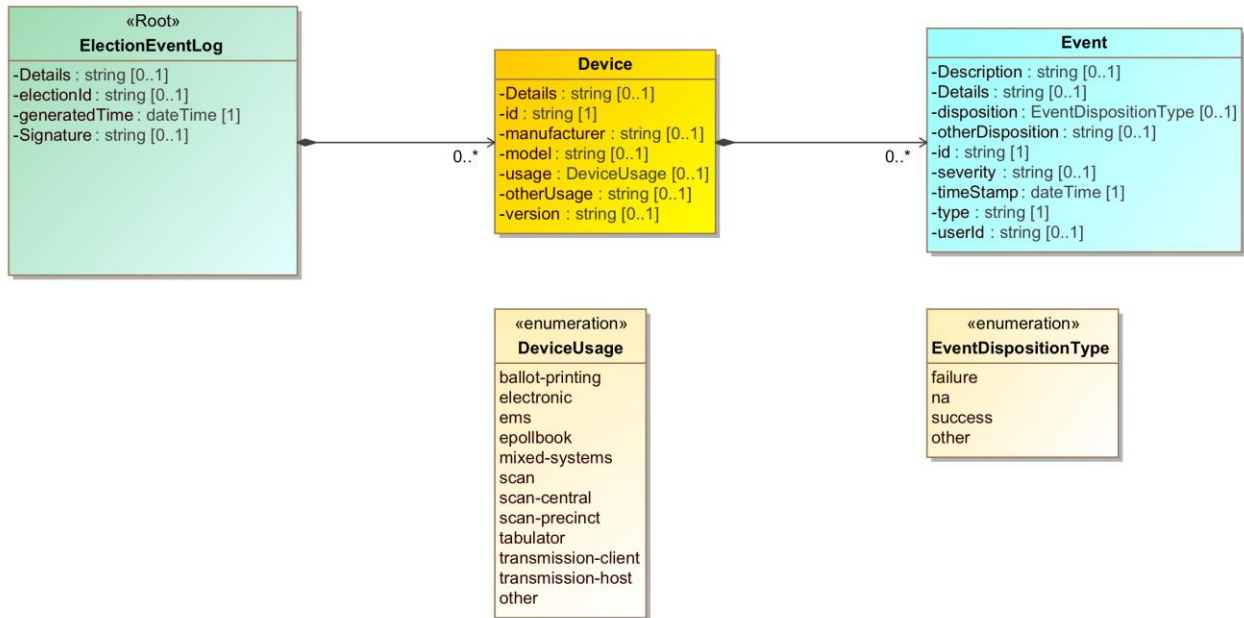 «Root»
ElectionEventLog
-Details : string [0..1]
-electionId : string [0..1]
-generatedTime : dateTime [1]
-Signature : string [0..1]
0..*
Device
-Details : string [0..1]
-id : string [1]
-manufacturer : string [0..1]
-model : string [0..1]
-usage : DeviceUsage [0..1]
-otherUsage : string [0..1]
-version : string [0..1]
0..*
Event
-Description : string [0..1]
-Details : string [0..1]
-disposition : EventDispositionType [0..1]
-otherDisposition : string [0..1]
-id : string [1]
-severity : string [0..1]
-timeStamp : dateTime [1]
-type : string [1]
-userId : string [0..1]
«enumeration»
DeviceUsage
ballot-printing
electronic
ems
epollbook
mixed-systems
scan
scan-central
scan-precinct
tabulator
transmission-client
transmission-host
other
«enumeration»
EventDispositionType
failure
na
success
other